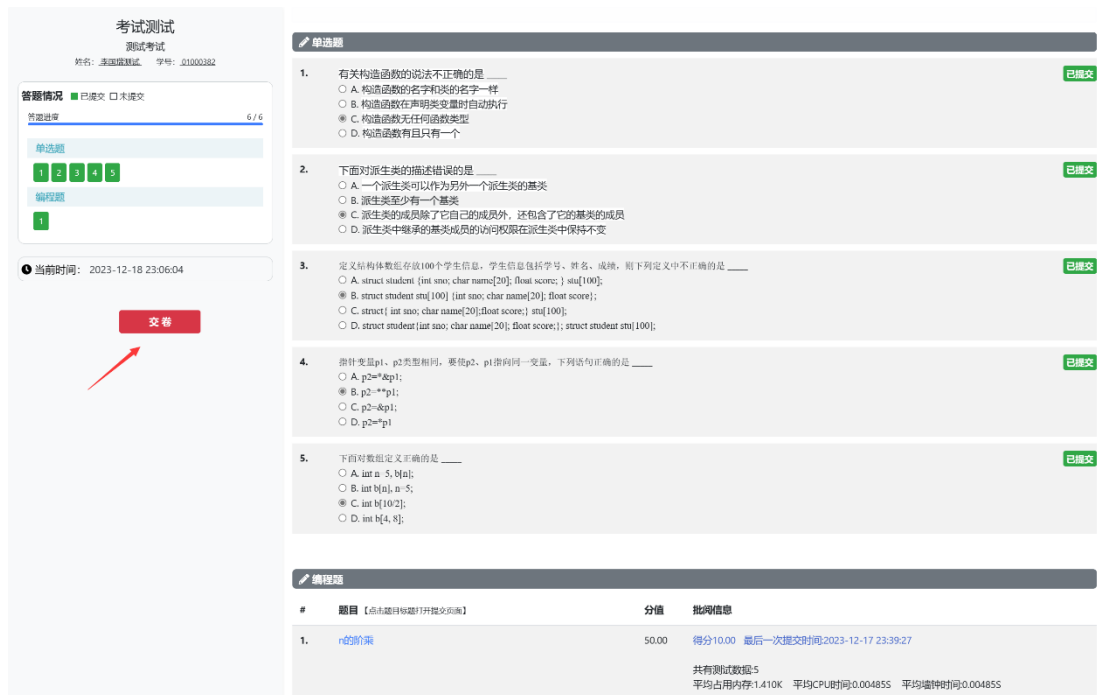 考试测试
测试考试
姓名： 李国熠测试 学号： 01000382
答题情况 已提交 未提交
答题进度 6 / 6
单选题
1 2 3 4 5
编程题
1
当前时间： 2023-12-18 23:06:04
交 卷
单选题
1. 有关构造函数的说法不正确的是 ____ 已提交
A. 构造函数的名字和类的名字一样
B. 构造函数在声明类变量时自动执行
C. 构造函数无任何函数类型
D. 构造函数有且只有一个
2. 下面对派生类的描述错误的是 ____ 已提交
A. 一个派生类可以作为另外一个派生类的基类
B. 派生类至少有一个基类
C. 派生类的成员除了它自己的成员外，还包含了它的基类的成员
D. 派生类中继承的基类成员的访问权限在派生类中保持不变
3. 定义结构体数组存放100个学生信息，学生信息包括学号、姓名、成绩，则下列定义中不正确的是 ____ 已提交
A. struct student {int sno; char name[20]; float score; } stu[100];
B. struct student stu[100] {int sno; char name[20]; float score};
C. struct{ int sno; char name[20];float score;} stu[100];
D. struct student{int sno; char name[20]; float score;}; struct student stu[100];
4. 指针变量p1、p2类型相同，要使p2、p1指向同一变量，下列语句正确的是 ____ 已提交
A. p2=*&p1;
B. p2=**p1;
C. p2=&p1;
D. p2=*p1
5. 下面对数组定义正确的是 ____ 已提交
A. int n=5, b[n];
B. int b[n], n=5;
C. int b[10/2];
D. int b[4, 8];
编程题
# 题目【点击题目标题打开提交页面】 分值 批阅信息
1. n的阶乘 50.00 得分10.00 最后一次提交时间:2023-12-17 23:39:27
共有测试数据:5
平均占用内存:1.410K 平均CPU时间:0.00485S 平均墙钟时间:0.00485S